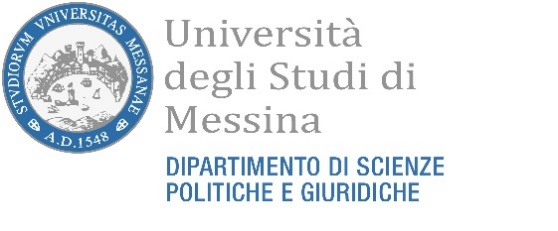 STVDIORVM VNIVERSITAS MESSANAE
A.D.1548
Università
degli Studi di
Messina
DIPARTIMENTO DI SCIENZE
POLITICHE E GIURIDICHE